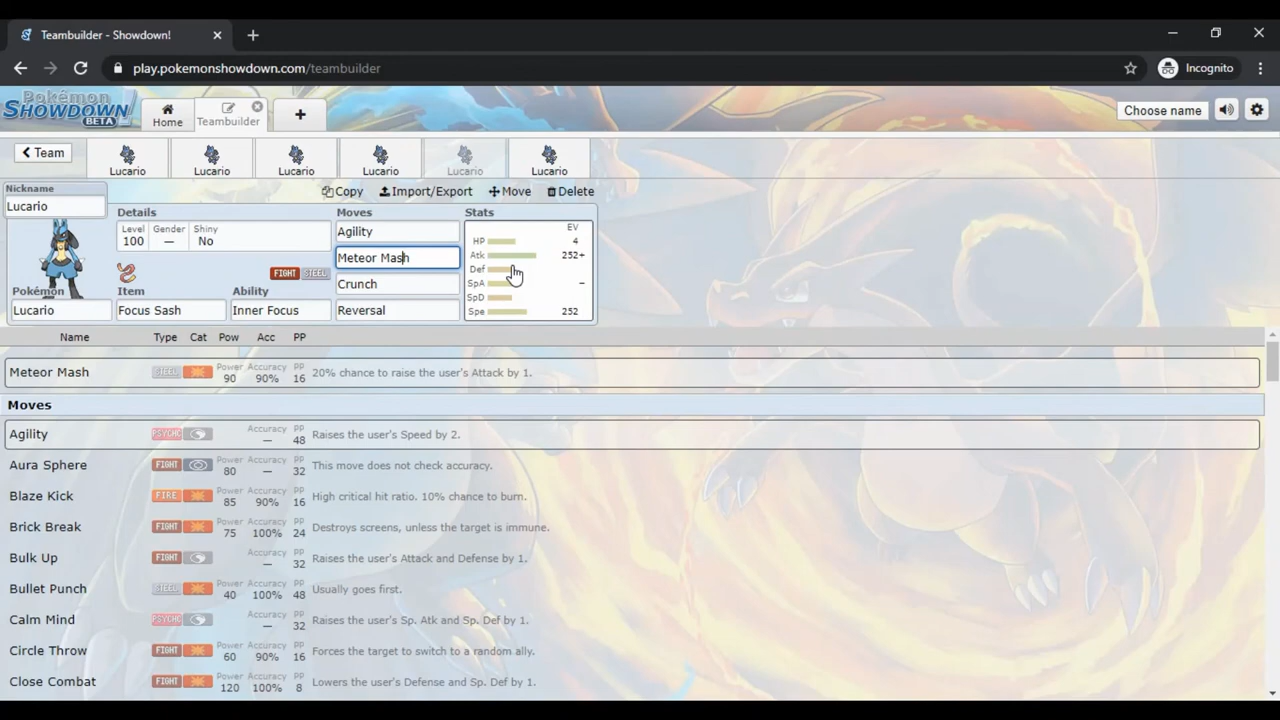 Teambuilder - Showdown!
play.pokemonshowdown.com/teambuilder
Incognito
Pokémon
SHOWDOWN
BETA
Home
Teambuilder
Choose name
Team
Lucario Lucario Lucario Lucario Lucario Lucario
Copy Import/Export Move Delete
Nickname
Lucario
Details Moves Stats
Level Gender Shiny
100 — No
FIGHT STEEL
Pokémon Item Ability
Lucario Focus Sash Inner Focus
Agility
Meteor Mash
Crunch
Reversal
EV
HP 4
Atk 252+
Def
SpA –
SpD
Spe 252
Name Type Cat Pow Acc PP
Meteor Mash STEEL Power 90 Accuracy 90% PP 16 20% chance to raise the user's Attack by 1.
Moves
Agility PSYCHC Accuracy — PP 48 Raises the user's Speed by 2.
Aura Sphere FIGHT Power 80 Accuracy — PP 32 This move does not check accuracy.
Blaze Kick FIRE Power 85 Accuracy 90% PP 16 High critical hit ratio. 10% chance to burn.
Brick Break FIGHT Power 75 Accuracy 100% PP 24 Destroys screens, unless the target is immune.
Bulk Up FIGHT Accuracy — PP 32 Raises the user's Attack and Defense by 1.
Bullet Punch STEEL Power 40 Accuracy 100% PP 48 Usually goes first.
Calm Mind PSYCHC Accuracy — PP 32 Raises the user's Sp. Atk and Sp. Def by 1.
Circle Throw FIGHT Power 60 Accuracy 90% PP 16 Forces the target to switch to a random ally.
Close Combat FIGHT Power 120 Accuracy 100% PP 8 Lowers the user's Defense and Sp. Def by 1.